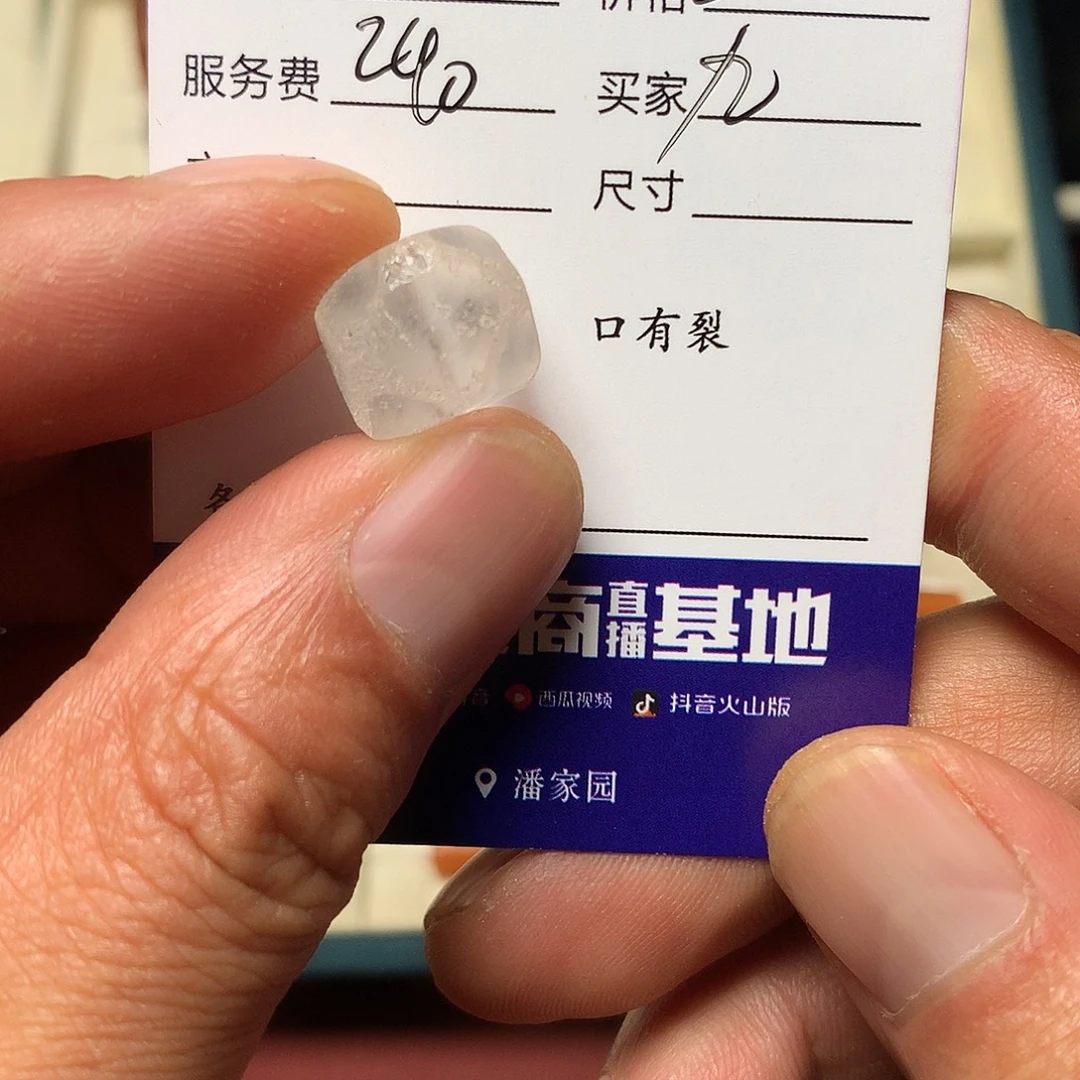 服务费 240 买家 九
尺寸
口有裂
商直播基地
西瓜视频 抖音火山版
潘家园